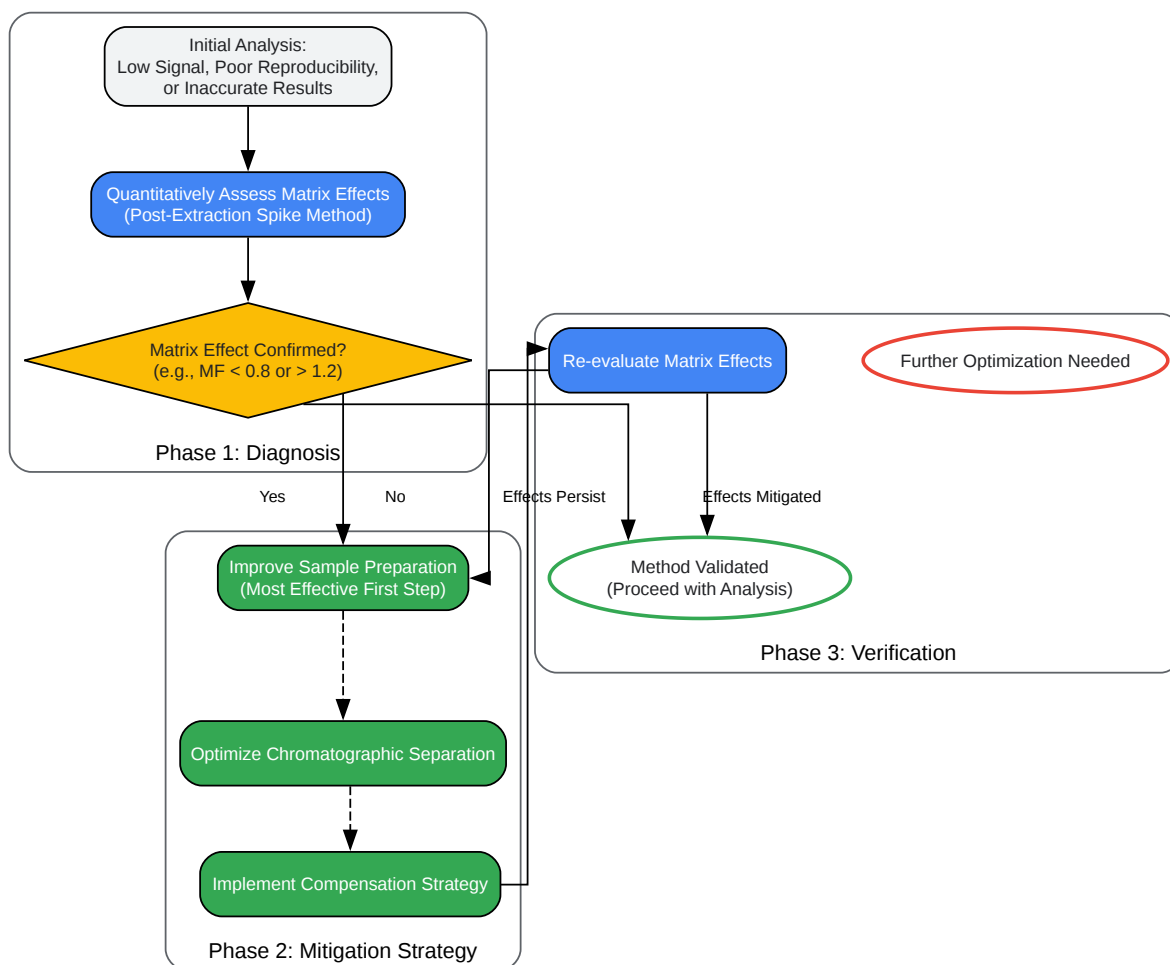 Initial Analysis:
Low Signal, Poor Reproducibility,
or Inaccurate Results
Quantitatively Assess Matrix Effects
(Post-Extraction Spike Method)
Matrix Effect Confirmed?
(e.g., MF < 0.8 or > 1.2)
Phase 1: Diagnosis
Re-evaluate Matrix Effects
Further Optimization Needed
Yes
No
Effects Persist
Effects Mitigated
Improve Sample Preparation
(Most Effective First Step)
Method Validated
(Proceed with Analysis)
Phase 3: Verification
Optimize Chromatographic Separation
Implement Compensation Strategy
Phase 2: Mitigation Strategy